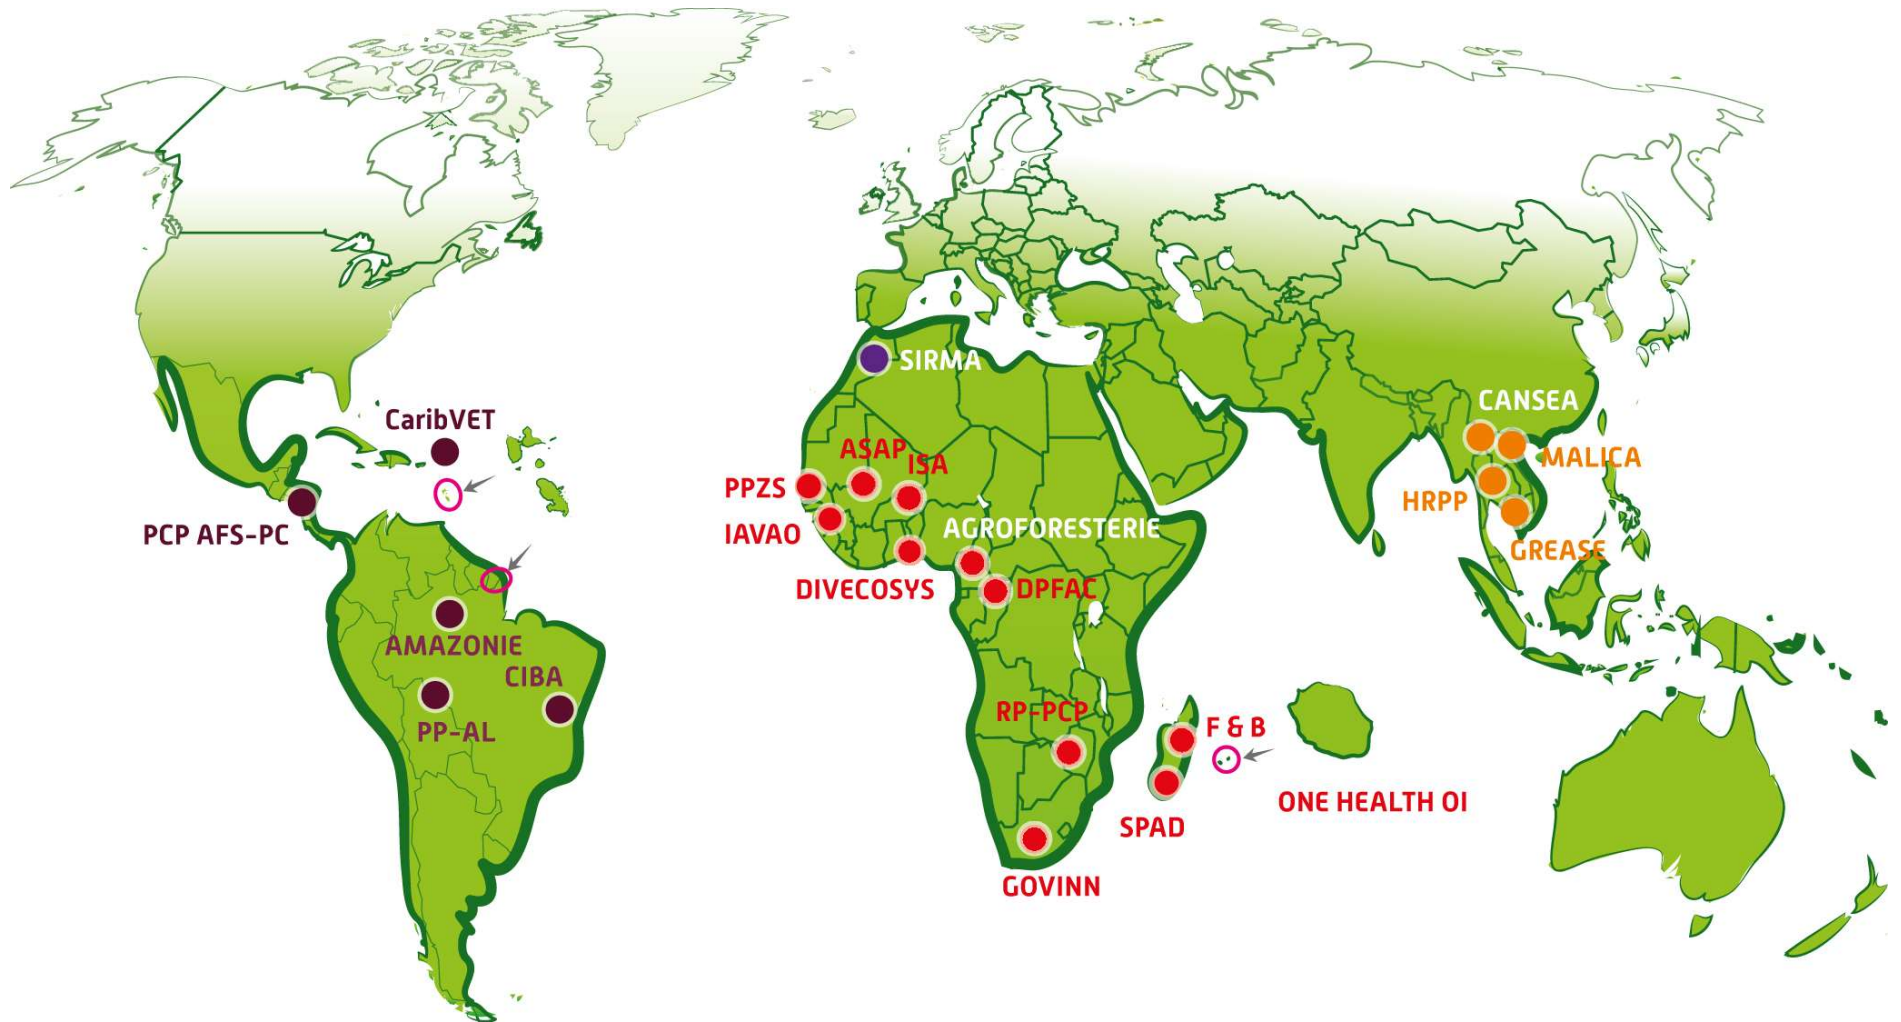 SIRMA
CANSEA
CaribVET
ASAP
ISA
MALICA
PPZS
HRPP
PCP AFS-PC
IAVAO
AGROFORESTERIE
GREASE
DIVECOSYS
DPFAC
AMAZONIE
CIBA
RP-PCP
F & B
PP-AL
ONE HEALTH OI
SPAD
GOVINN